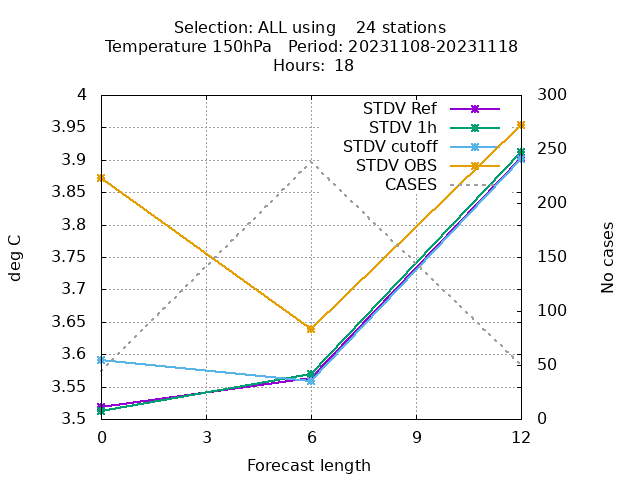 Selection: ALL using    24 stations
Temperature 150hPa   Period: 20231108-20231118
Hours:  18
4
3.95
3.9
3.85
3.8
3.75
3.7
3.65
3.6
3.55
3.5
deg C
STDV Ref
STDV 1h
STDV cutoff
STDV OBS
CASES
300
250
200
150
100
50
0
No cases
0 3 6 9 12
Forecast length